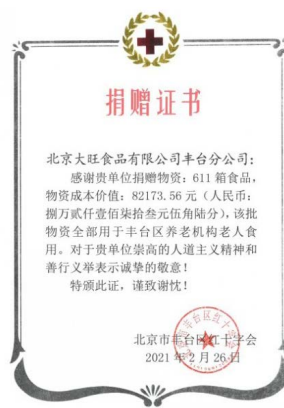 捐赠证书
北京大旺食品有限公司丰台分公司：
感谢贵单位捐赠物资：611 箱食品，
物资成本价值：82173.56 元（人民币：
捌万贰仟壹佰柒拾叁元伍角陆分），该批
物资全部用于丰台区养老机构老人食
用。对于贵单位崇高的人道主义精神和
善行义举表示诚挚的敬意！
特颁此证，谨致谢忱！
北京市丰台区红十字会
2021 年 2 月 26 日